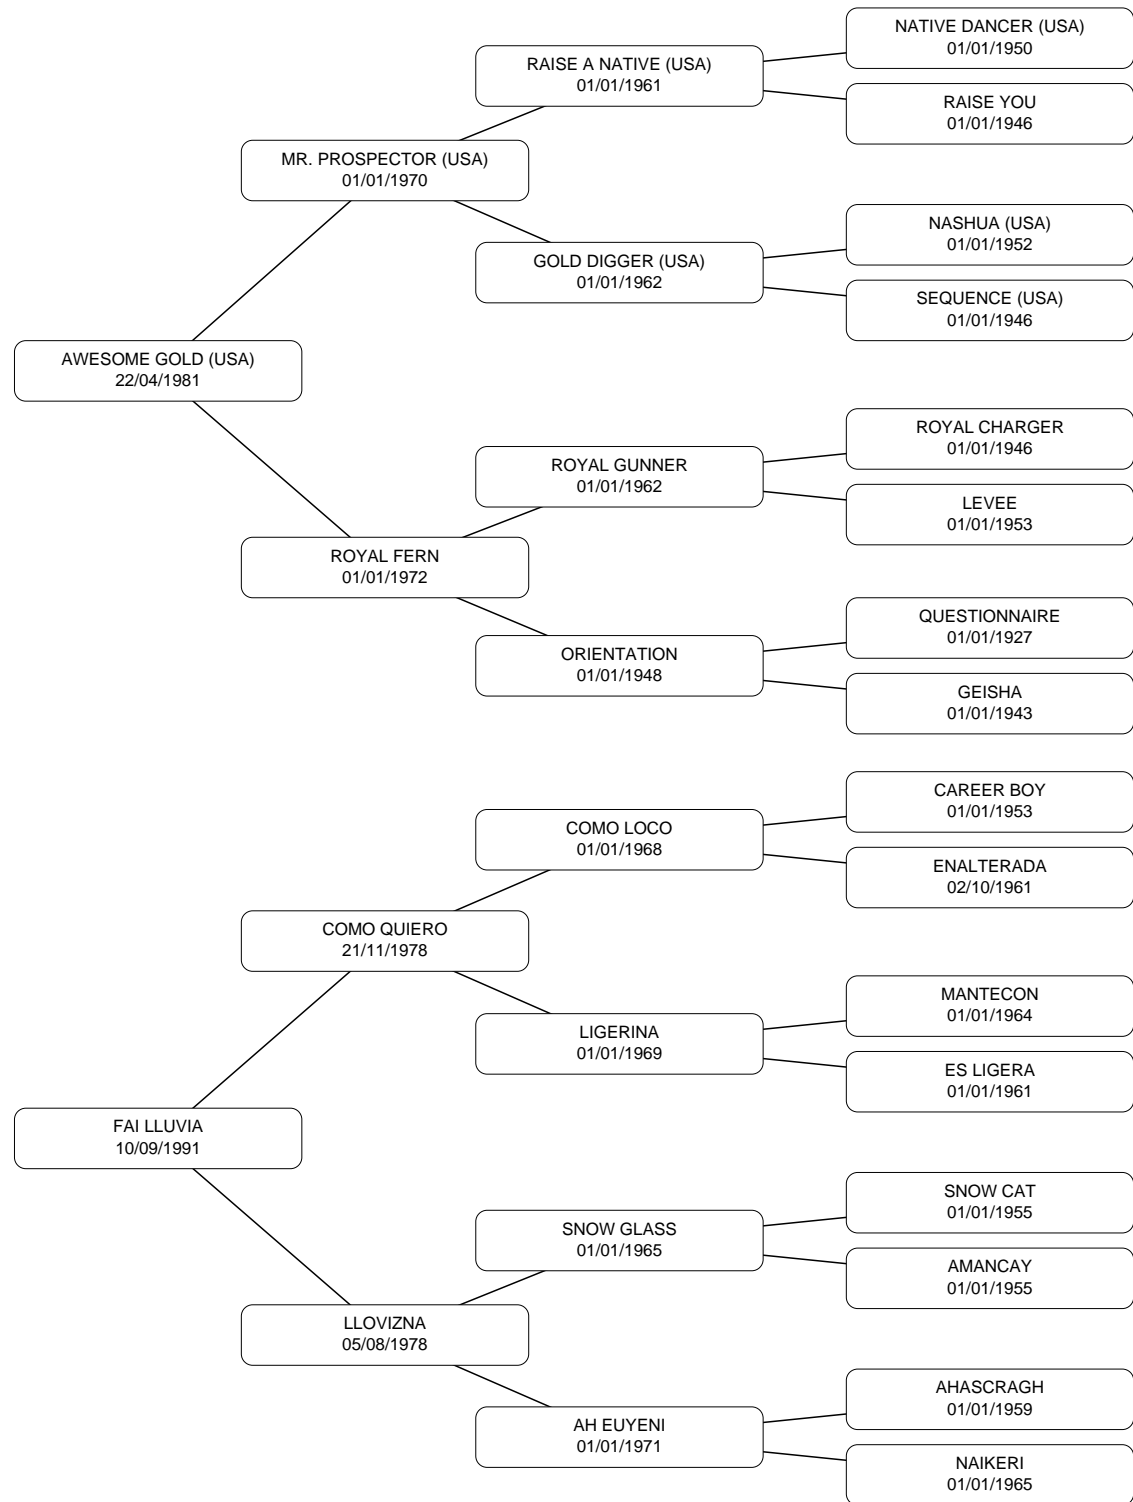 NATIVE DANCER (USA)
01/01/1950
RAISE A NATIVE (USA)
01/01/1961
RAISE YOU
01/01/1946
MR. PROSPECTOR (USA)
01/01/1970
NASHUA (USA)
01/01/1952
GOLD DIGGER (USA)
01/01/1962
SEQUENCE (USA)
01/01/1946
AWESOME GOLD (USA)
22/04/1981
ROYAL CHARGER
01/01/1946
ROYAL GUNNER
01/01/1962
LEVEE
01/01/1953
ROYAL FERN
01/01/1972
QUESTIONNAIRE
01/01/1927
ORIENTATION
01/01/1948
GEISHA
01/01/1943
CAREER BOY
01/01/1953
COMO LOCO
01/01/1968
ENALTERADA
02/10/1961
COMO QUIERO
21/11/1978
MANTECON
01/01/1964
LIGERINA
01/01/1969
ES LIGERA
01/01/1961
FAI LLUVIA
10/09/1991
SNOW CAT
01/01/1955
SNOW GLASS
01/01/1965
AMANCAY
01/01/1955
LLOVIZNA
05/08/1978
AHASCRAGH
01/01/1959
AH EUYENI
01/01/1971
NAIKERI
01/01/1965